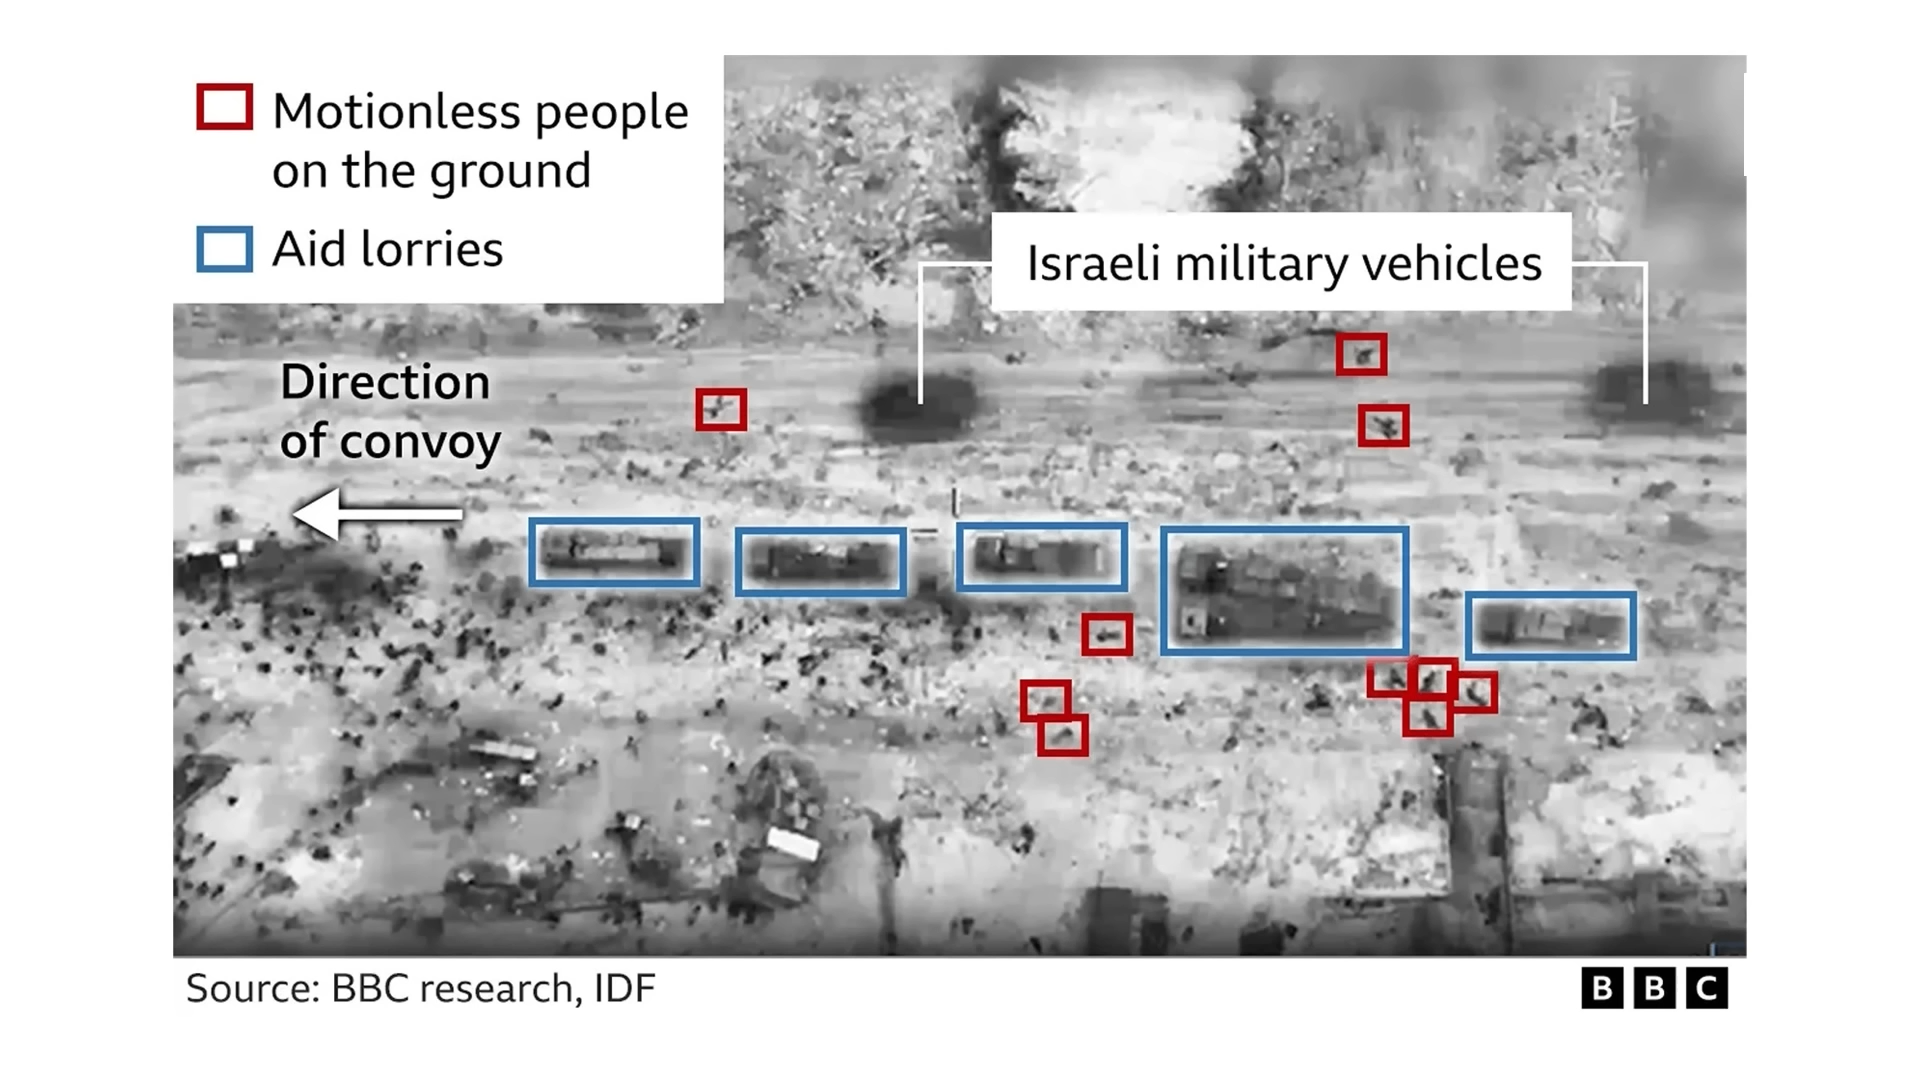 Motionless people
on the ground
Aid lorries
Israeli military vehicles
Direction
of convoy
Source: BBC research, IDF
BBC